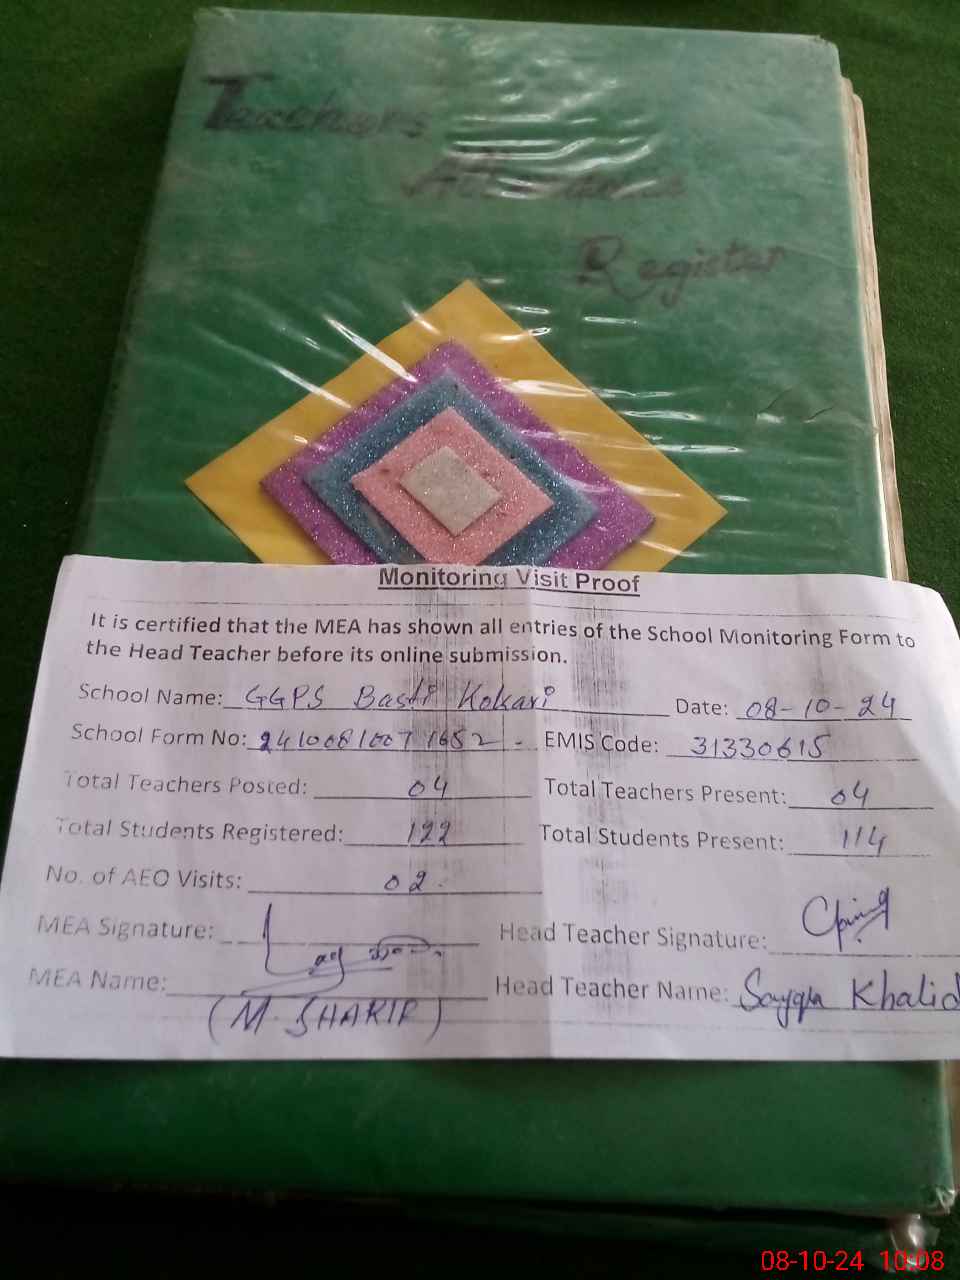 Teachers
Attendance
Register
Monitoring Visit Proof
It is certified that the MEA has shown all entries of the School Monitoring Form to
the Head Teacher before its online submission.
School Name: GGPS Basti Kolsari Date: 08-10-24
School Form No: 241008100771652 EMIS Code: 31330615
Total Teachers Posted: 04 Total Teachers Present: 04
Total Students Registered: 122 Total Students Present: 114
No. of AEO Visits: 02
MEA Signature: Head Teacher Signature:
MEA Name: Head Teacher Name: Sayqa Khalid
(M. SHAKIR)
08-10-24 10:08